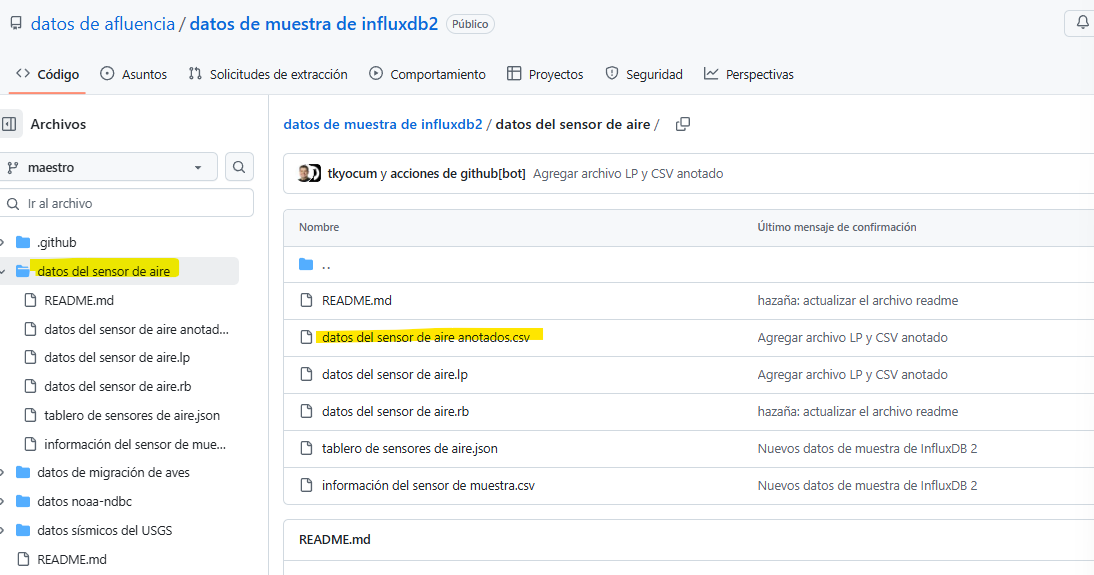 datos de afluencia / datos de muestra de influxdb2 Público
Código Asuntos Solicitudes de extracción Comportamiento Proyectos Seguridad Perspectivas
Archivos
maestro
Ir al archivo
.github
datos del sensor de aire
README.md
datos del sensor de aire anotad...
datos del sensor de aire.lp
datos del sensor de aire.rb
tablero de sensores de aire.json
información del sensor de mue...
datos de migración de aves
datos noaa-ndbc
datos sísmicos del USGS
README.md
datos de muestra de influxdb2 / datos del sensor de aire /
tkyocum y acciones de github[bot] Agregar archivo LP y CSV anotado
Nombre Último mensaje de confirmación
..
README.md hazaña: actualizar el archivo readme
datos del sensor de aire anotados.csv Agregar archivo LP y CSV anotado
datos del sensor de aire.lp Agregar archivo LP y CSV anotado
datos del sensor de aire.rb hazaña: actualizar el archivo readme
tablero de sensores de aire.json Nuevos datos de muestra de InfluxDB 2
información del sensor de muestra.csv Nuevos datos de muestra de InfluxDB 2
README.md